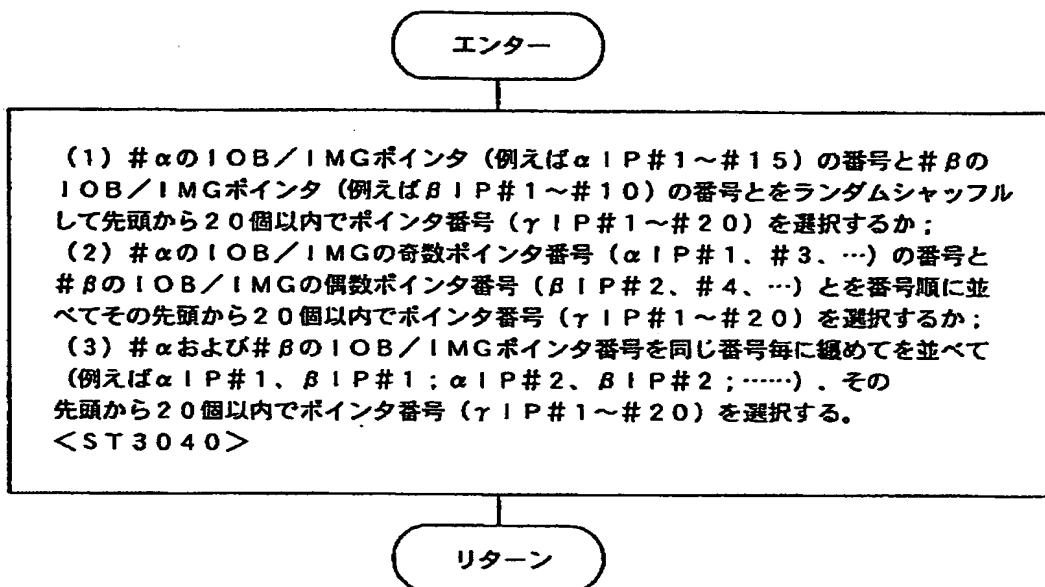 エンター
（１）＃αのＩＯＢ／ＩＭＧポインタ（例えばαＩＰ＃１～＃１５）の番号と＃βの
ＩＯＢ／ＩＭＧポインタ（例えばβＩＰ＃１～＃１０）の番号とをランダムシャッフル
して先頭から２０個以内でポインタ番号（γＩＰ＃１～＃２０）を選択するか；
（２）＃αのＩＯＢ／ＩＭＧの奇数ポインタ番号（αＩＰ＃１、＃３、…）の番号と
＃βのＩＯＢ／ＩＭＧの偶数ポインタ番号（βＩＰ＃２、＃４、…）とを番号順に並
べてその先頭から２０個以内でポインタ番号（γＩＰ＃１～＃２０）を選択するか；
（３）＃αおよび＃βのＩＯＢ／ＩＭＧポインタ番号を同じ番号毎に纏めてを並べて
（例えばαＩＰ＃１、βＩＰ＃１；αＩＰ＃２、βＩＰ＃２；……）、その
先頭から２０個以内でポインタ番号（γＩＰ＃１～＃２０）を選択する。
＜ＳＴ３０４０＞
リターン